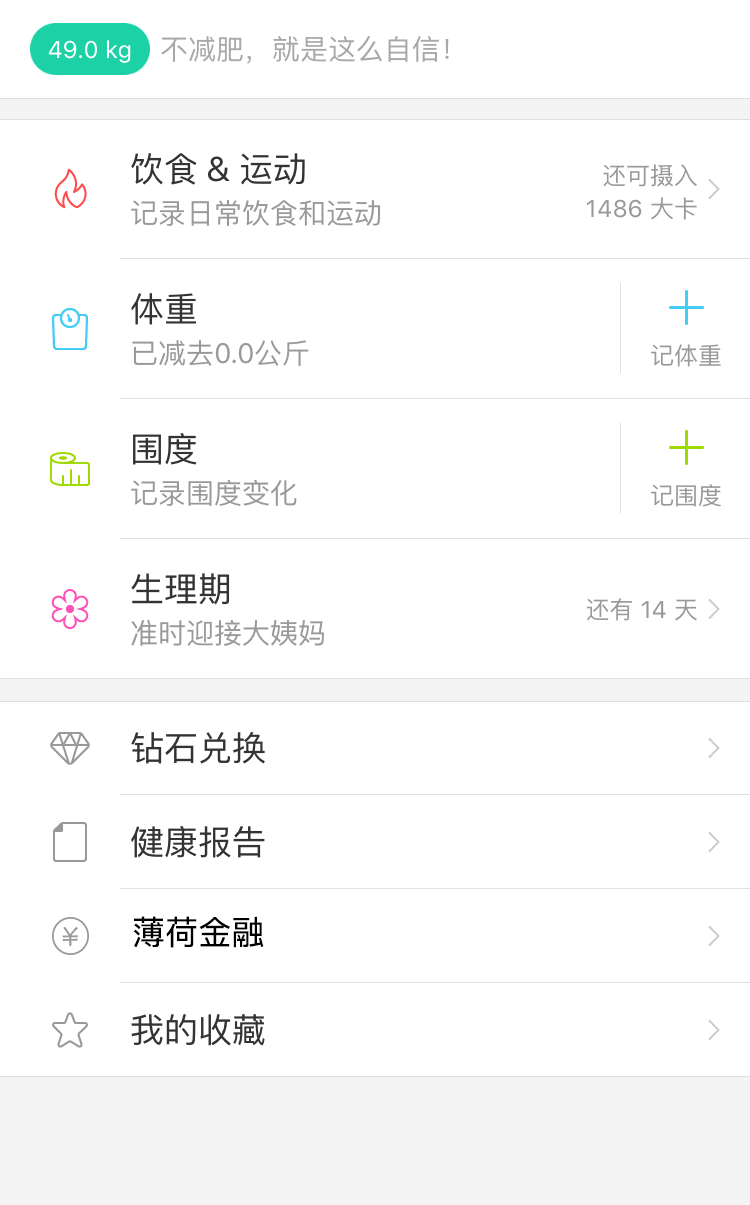 49.0 kg 不减肥，就是这么自信！
饮食 & 运动
记录日常饮食和运动
还可摄入
1486 大卡
体重
已减去0.0公斤
记体重
围度
记录围度变化
记围度
生理期
准时迎接大姨妈
还有 14 天
钻石兑换
健康报告
薄荷金融
我的收藏